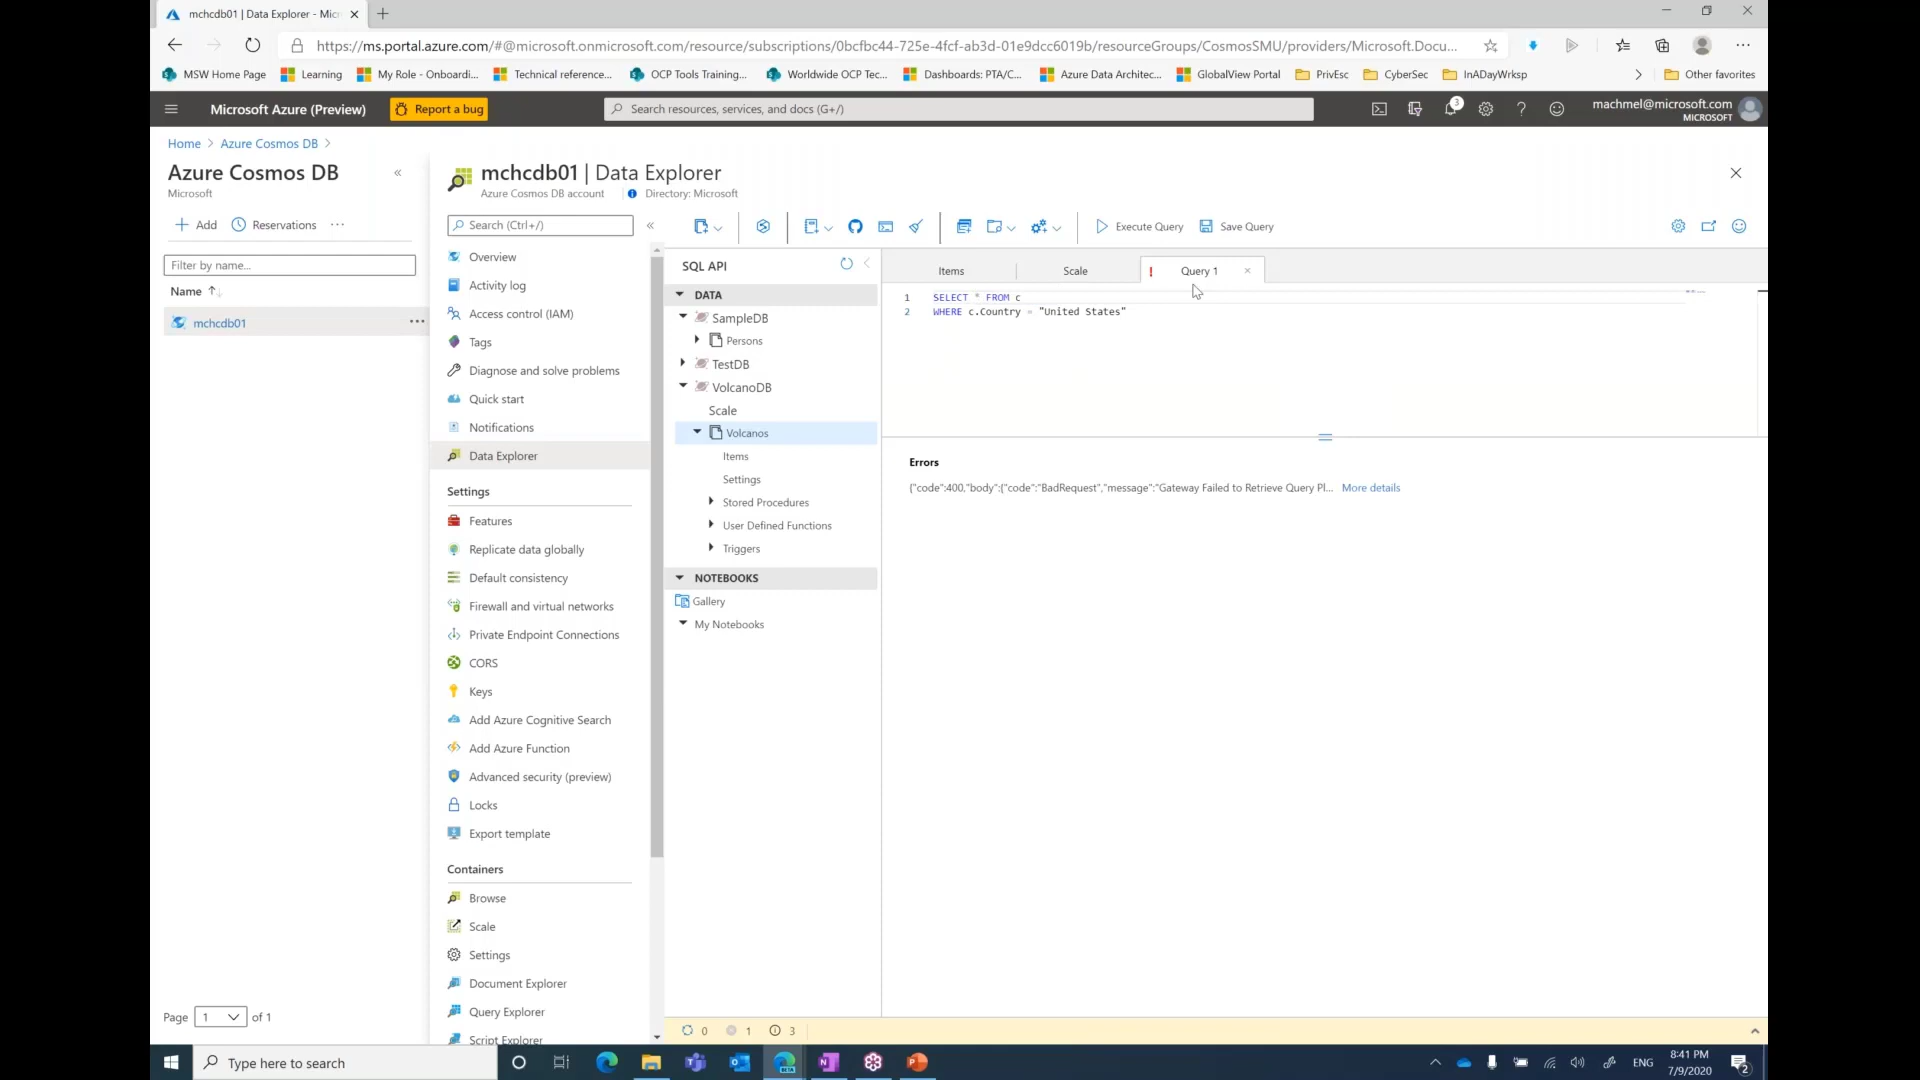 mchcdb01 | Data Explorer - Micr
https://ms.portal.azure.com/#@microsoft.onmicrosoft.com/resource/subscriptions/0bcfbc44-725e-4fcf-ab3d-01e9dcc6019b/resourceGroups/CosmosSMU/providers/Microsoft.Docu...
MSW Home Page
Learning
My Role - Onboardi...
Technical reference...
OCP Tools Training...
Worldwide OCP Tec...
Dashboards: PTA/C...
Azure Data Architec...
GlobalView Portal
PrivEsc
CyberSec
InADayWrksp
Other favorites
Microsoft Azure (Preview)
Report a bug
Search resources, services, and docs (G+/)
3
machmel@microsoft.com
MICROSOFT
Home > Azure Cosmos DB >
Azure Cosmos DB
Microsoft
Add
Reservations
Filter by name...
Name
mchcdb01
Page 1 of 1
mchcdb01 | Data Explorer
Azure Cosmos DB account
Directory: Microsoft
Search (Ctrl+/)
Overview
Activity log
Access control (IAM)
Tags
Diagnose and solve problems
Quick start
Notifications
Data Explorer
Settings
Features
Replicate data globally
Default consistency
Firewall and virtual networks
Private Endpoint Connections
CORS
Keys
Add Azure Cognitive Search
Add Azure Function
Advanced security (preview)
Locks
Export template
Containers
Browse
Scale
Settings
Document Explorer
Query Explorer
Script Explorer
Execute Query
Save Query
SQL API
DATA
SampleDB
Persons
TestDB
VolcanoDB
Scale
Volcanos
Items
Settings
Stored Procedures
User Defined Functions
Triggers
NOTEBOOKS
Gallery
My Notebooks
Items
Scale
! Query 1
1 SELECT * FROM c
2 WHERE c.Country = "United States"
Errors
{"code":400,"body":{"code":"BadRequest","message":"Gateway Failed to Retrieve Query Pl... More details
0 1 3
Type here to search
BETA
ENG
8:41 PM
7/9/2020
2